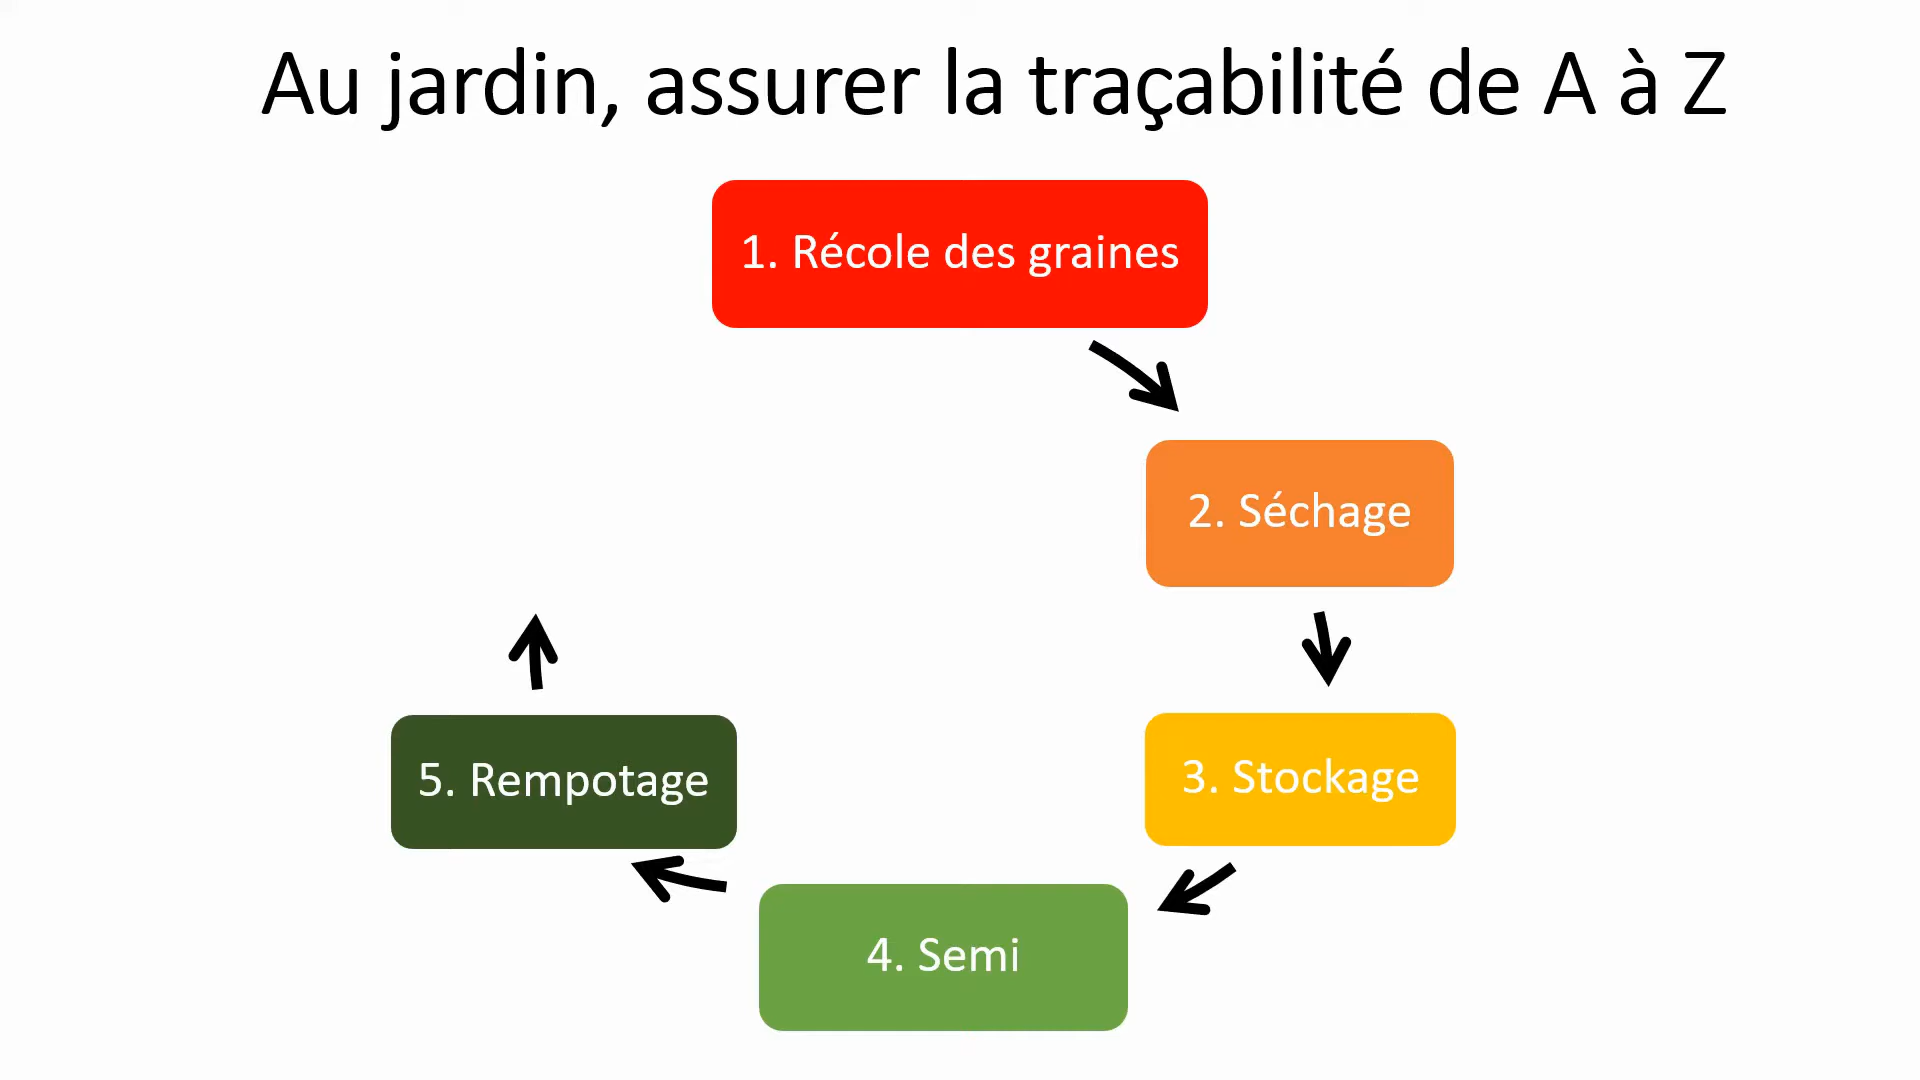 Au jardin, assurer la traçabilité de A à Z
1. Récole des graines
2. Séchage
3. Stockage
4. Semi
5. Rempotage